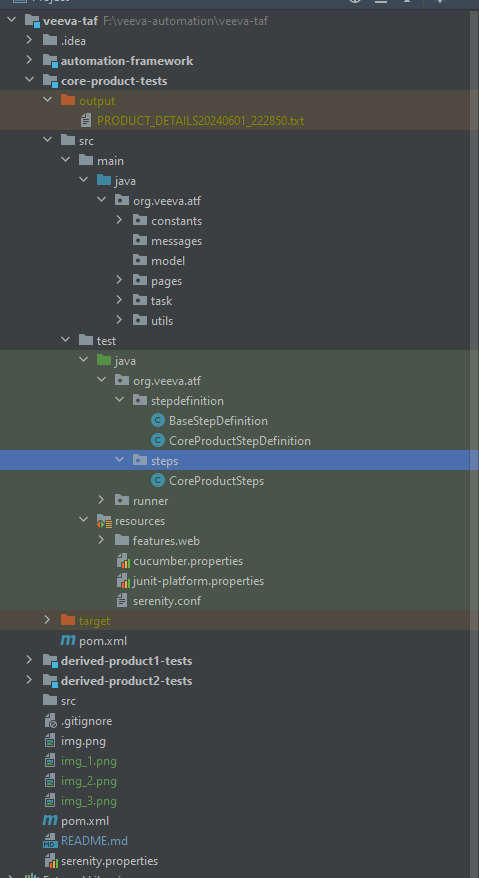 veeva-taf F:\veeva-automation\veeva-taf
.idea
automation-framework
core-product-tests
output
PRODUCT_DETAILS20240601_222850.txt
src
main
java
org.veeva.atf
constants
messages
model
pages
task
utils
test
java
org.veeva.atf
stepdefinition
BaseStepDefinition
CoreProductStepDefinition
steps
CoreProductSteps
runner
resources
features.web
cucumber.properties
junit-platform.properties
serenity.conf
target
pom.xml
derived-product1-tests
derived-product2-tests
src
.gitignore
img.png
img_1.png
img_2.png
img_3.png
pom.xml
README.md
serenity.properties